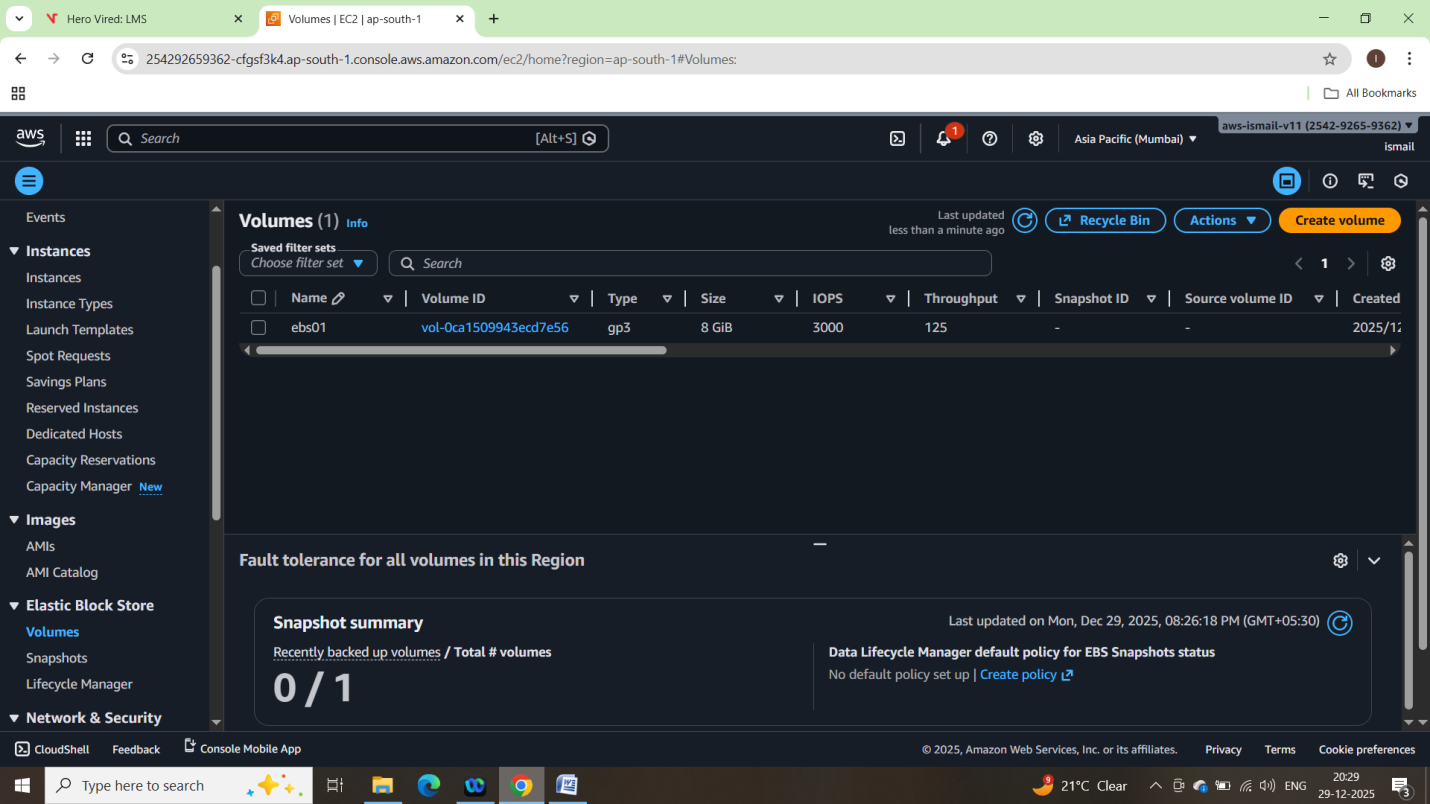 Hero Vired: LMS
Volumes | EC2 | ap-south-1
254292659362-cfgsf3k4.ap-south-1.console.aws.amazon.com/ec2/home?region=ap-south-1#Volumes:
I
All Bookmarks
aws
Search
[Alt+S]
1
Asia Pacific (Mumbai)
aws-ismail-v11 (2542-9265-9362)
ismail
Events
Instances
Instances
Instance Types
Launch Templates
Spot Requests
Savings Plans
Reserved Instances
Dedicated Hosts
Capacity Reservations
Capacity Manager New
Images
AMIs
AMI Catalog
Elastic Block Store
Volumes
Snapshots
Lifecycle Manager
Network & Security
Volumes (1) Info
Last updated
less than a minute ago
Recycle Bin
Actions
Create volume
Saved filter sets
Choose filter set
Search
1
Name Volume ID Type Size IOPS Throughput Snapshot ID Source volume ID Created
ebs01 vol-0ca1509943ecd7e56 gp3 8 GiB 3000 125 - - 2025/12
Fault tolerance for all volumes in this Region
Snapshot summary
Last updated on Mon, Dec 29, 2025, 08:26:18 PM (GMT+05:30)
Recently backed up volumes / Total # volumes
0 / 1
Data Lifecycle Manager default policy for EBS Snapshots status
No default policy set up | Create policy
CloudShell Feedback Console Mobile App
© 2025, Amazon Web Services, Inc. or its affiliates. Privacy Terms Cookie preferences
Type here to search
9
21°C Clear
ENG
20:29
29-12-2025
3